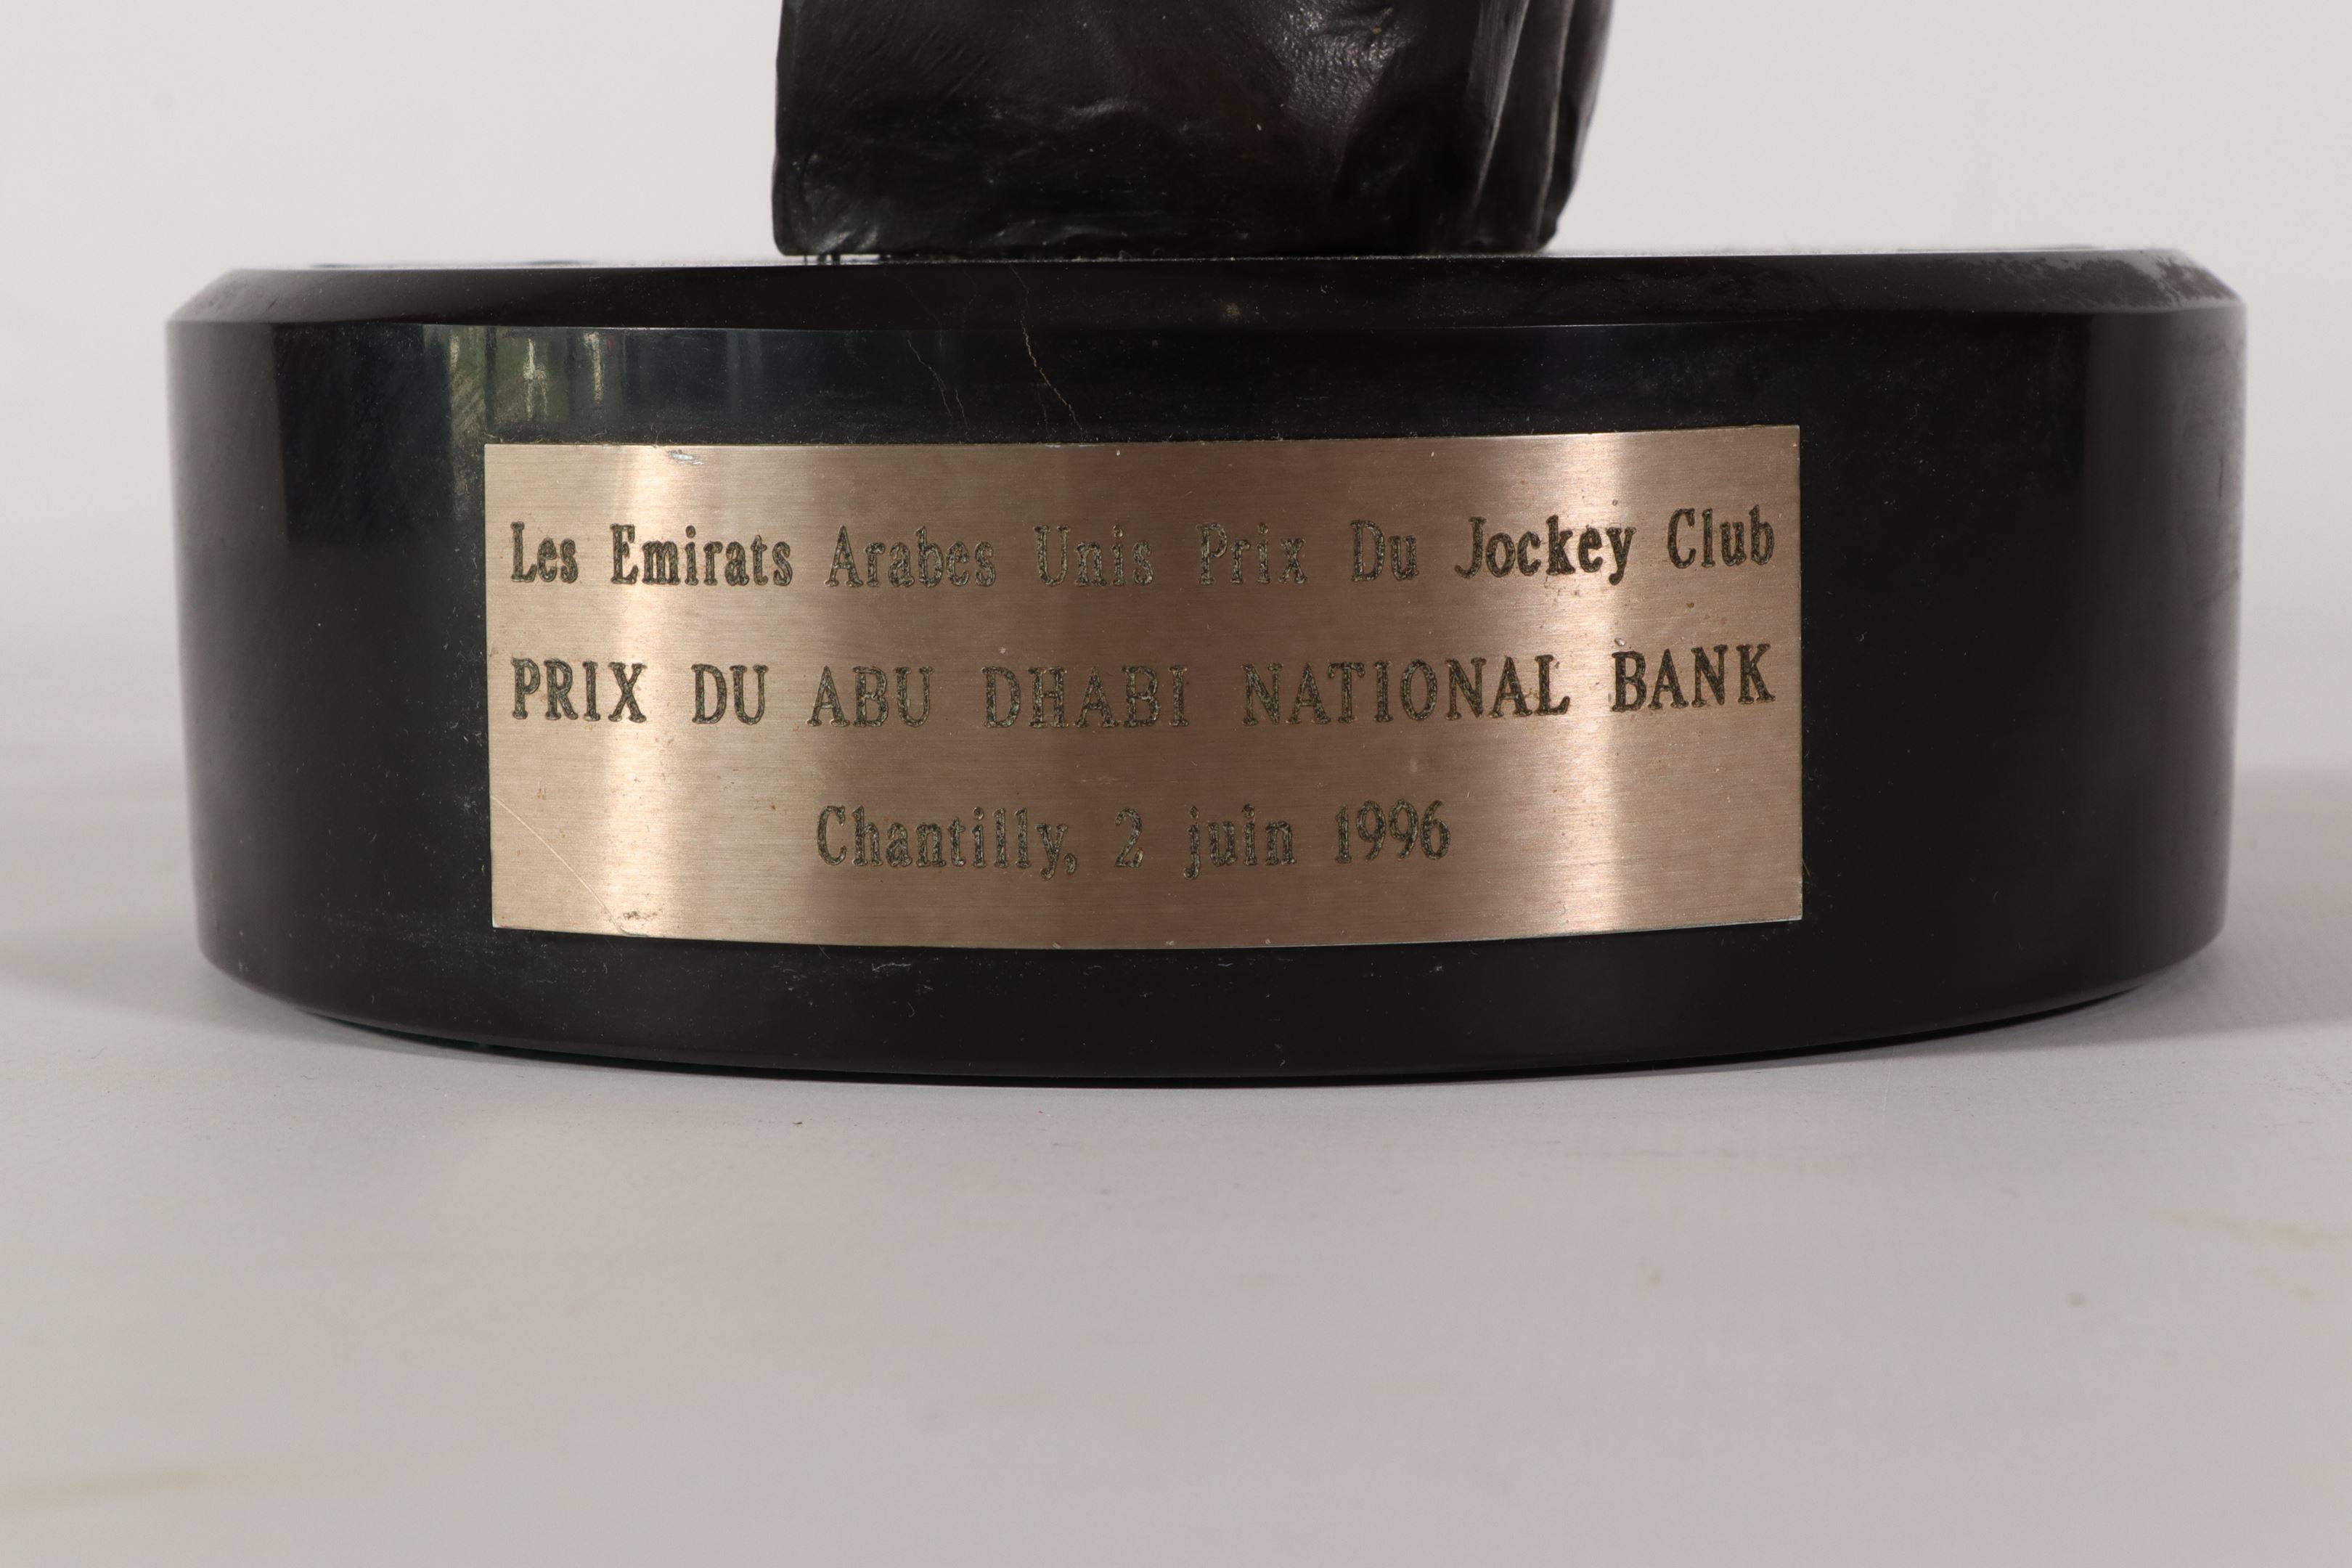 Les Emirats Arabes Unis Prix Du Jockey Club
PRIX DU ABU DHABI NATIONAL BANK
Chantilly, 2 juin 1996